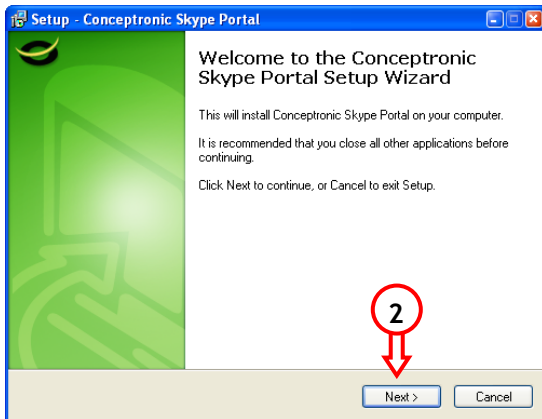 Setup - Conceptronic Skype Portal
Welcome to the Conceptronic
Skype Portal Setup Wizard
This will install Conceptronic Skype Portal on your computer.
It is recommended that you close all other applications before
continuing.
Click Next to continue, or Cancel to exit Setup.
2
Next >
Cancel